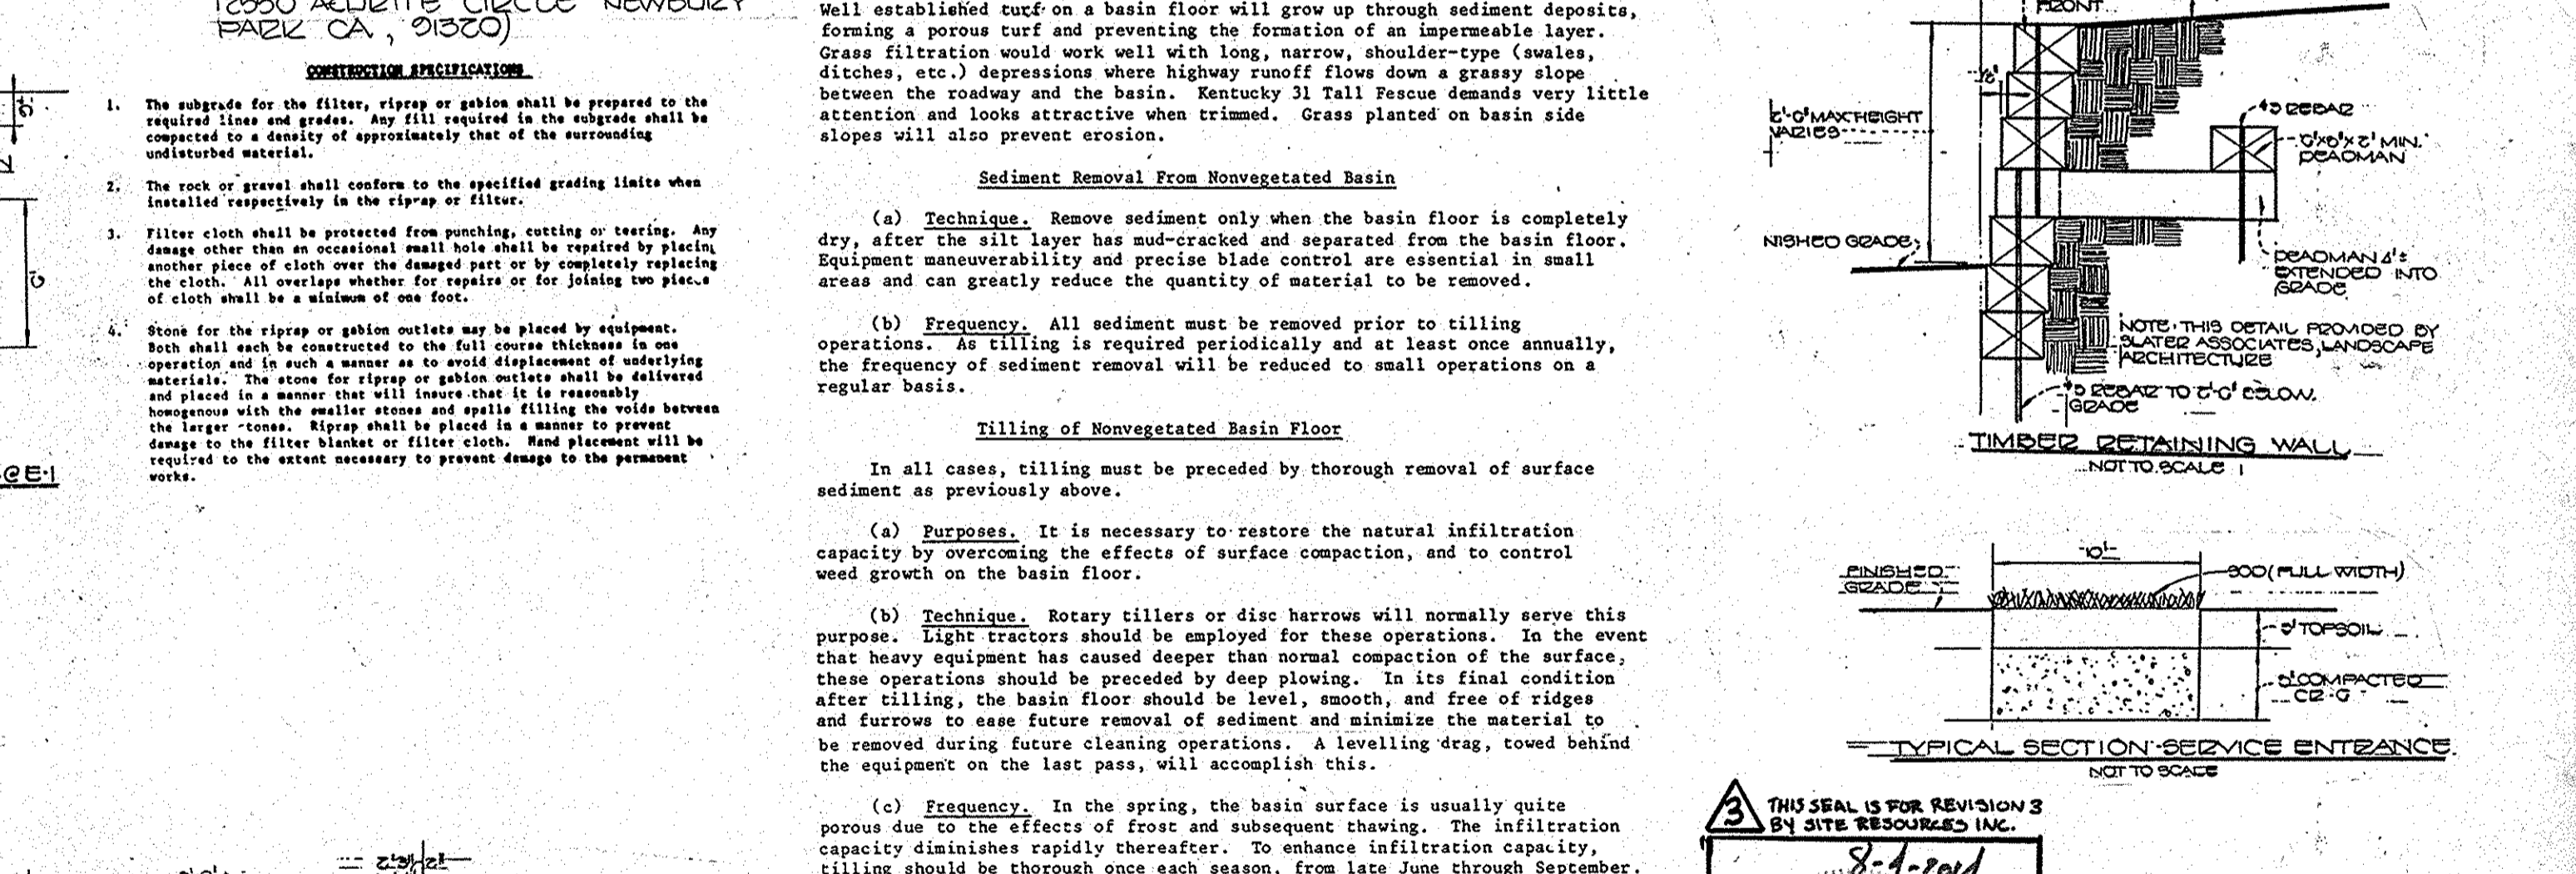 PARK CA, 91320)
CONSTRUCTION SPECIFICATIONS
1. The subgrade for the filter, riprap or gabion shall be prepared to the
required lines and grades. Any fill required in the subgrade shall be
compacted to a density of approximately that of the surrounding
undisturbed material.
2. The rock or gravel shall conform to the specified grading limits when
installed respectively in the riprap or filter.
3. Filter cloth shall be protected from punching, cutting or tearing. Any
damage other than an occasional small hole shall be repaired by placing
another piece of cloth over the damaged part or by completely replacing
the cloth. All overlaps whether for repairs or for joining two pieces
of cloth shall be a minimum of one foot.
4. Stone for the riprap or gabion outlets may be placed by equipment.
Both shall each be constructed to the full course thickness in one
operation and in such a manner as to avoid displacement of underlying
materials. The stone for riprap or gabion outlets shall be delivered
and placed in a manner that will insure that it is reasonably
homogenous with the smaller stones and spalls filling the voids between
the larger stones. Riprap shall be placed in a manner to prevent
damage to the filter blanket or filter cloth. Hand placement will be
required to the extent necessary to prevent damage to the permanent
works.
Well established turf on a basin floor will grow up through sediment deposits,
forming a porous turf and preventing the formation of an impermeable layer.
Grass filtration would work well with long, narrow, shoulder-type (swales,
ditches, etc.) depressions where highway runoff flows down a grassy slope
between the roadway and the basin. Kentucky 31 Tall Fescue demands very little
attention and looks attractive when trimmed. Grass planted on basin side
slopes will also prevent erosion.
Sediment Removal From Nonvegetated Basin
(a) Technique. Remove sediment only when the basin floor is completely
dry, after the silt layer has mud-cracked and separated from the basin floor.
Equipment maneuverability and precise blade control are essential in small
areas and can greatly reduce the quantity of material to be removed.
(b) Frequency. All sediment must be removed prior to tilling
operations. As tilling is required periodically and at least once annually,
the frequency of sediment removal will be reduced to small operations on a
regular basis.
Tilling of Nonvegetated Basin Floor
In all cases, tilling must be preceded by thorough removal of surface
sediment as previously above.
(a) Purposes. It is necessary to restore the natural infiltration
capacity by overcoming the effects of surface compaction, and to control
weed growth on the basin floor.
(b) Technique. Rotary tillers or disc harrows will normally serve this
purpose. Light tractors should be employed for these operations. In the event
that heavy equipment has caused deeper than normal compaction of the surface,
these operations should be preceded by deep plowing. In its final condition
after tilling, the basin floor should be level, smooth, and free of ridges
and furrows to ease future removal of sediment and minimize the material to
be removed during future cleaning operations. A levelling drag, towed behind
the equipment on the last pass, will accomplish this.
(c) Frequency. In the spring, the basin surface is usually quite
porous due to the effects of frost and subsequent thawing. The infiltration
capacity diminishes rapidly thereafter. To enhance infiltration capacity,
tilling should be thorough once each season, from late June through September.
FRONT
MAX HEIGHT
VARIES
REBAR
MIN.
DEADMAN
NISHED GRADE
DEADMAN 4'±
EXTENDED INTO
GRADE
NOTE: THIS DETAIL PROVIDED BY
SLATER ASSOCIATES, LANDSCAPE
ARCHITECTURE
REBAR TO BELOW
GRADE
TIMBER RETAINING WALL
NOT TO SCALE
FINISHED
GRADE
SOD (FULL WIDTH)
TOPSOIL
COMPACTED
CR-6
TYPICAL SECTION-SERVICE ENTRANCE
NOT TO SCALE
3
THIS SEAL IS FOR REVISION 3
BY SITE RESOURCES INC.